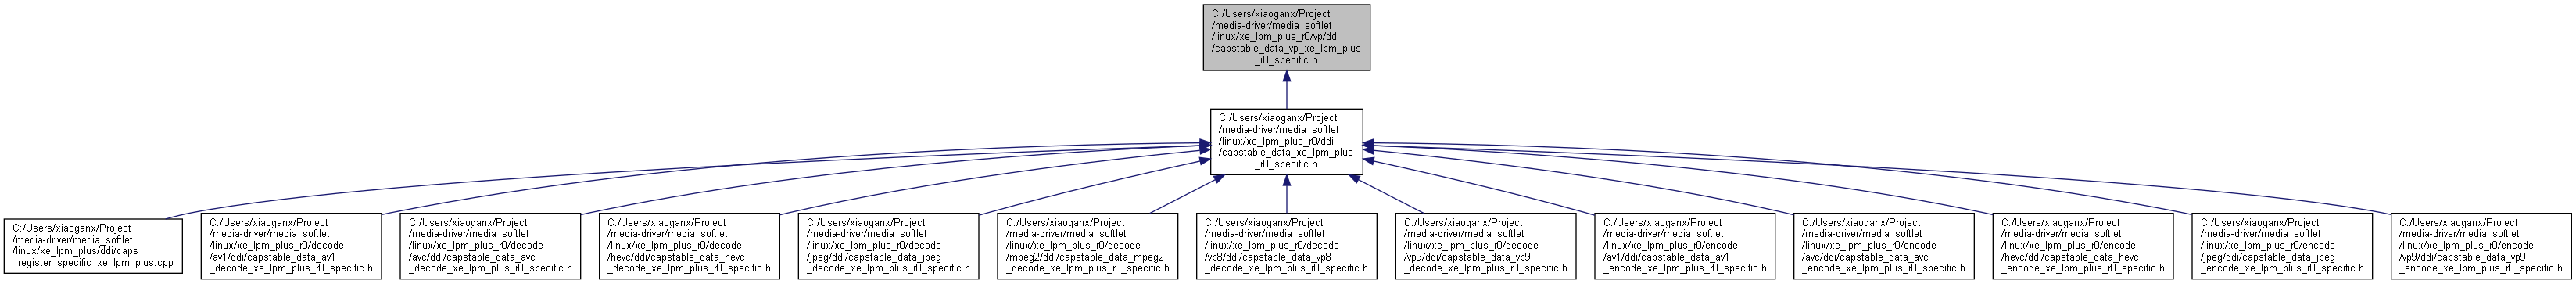 C:/Users/xiaoganx/Project
/media-driver/media_softlet
/linux/xe_lpm_plus_r0/vp/ddi
/capstable_data_vp_xe_lpm_plus
_r0_specific.h
C:/Users/xiaoganx/Project
/media-driver/media_softlet
/linux/xe_lpm_plus_r0/ddi
/capstable_data_xe_lpm_plus
_r0_specific.h
C:/Users/xiaoganx/Project
/media-driver/media_softlet
/linux/xe_lpm_plus/ddi/caps
_register_specific_xe_lpm_plus.cpp
C:/Users/xiaoganx/Project
/media-driver/media_softlet
/linux/xe_lpm_plus_r0/decode
/av1/ddi/capstable_data_av1
_decode_xe_lpm_plus_r0_specific.h
C:/Users/xiaoganx/Project
/media-driver/media_softlet
/linux/xe_lpm_plus_r0/decode
/avc/ddi/capstable_data_avc
_decode_xe_lpm_plus_r0_specific.h
C:/Users/xiaoganx/Project
/media-driver/media_softlet
/linux/xe_lpm_plus_r0/decode
/hevc/ddi/capstable_data_hevc
_decode_xe_lpm_plus_r0_specific.h
C:/Users/xiaoganx/Project
/media-driver/media_softlet
/linux/xe_lpm_plus_r0/decode
/jpeg/ddi/capstable_data_jpeg
_decode_xe_lpm_plus_r0_specific.h
C:/Users/xiaoganx/Project
/media-driver/media_softlet
/linux/xe_lpm_plus_r0/decode
/mpeg2/ddi/capstable_data_mpeg2
_decode_xe_lpm_plus_r0_specific.h
C:/Users/xiaoganx/Project
/media-driver/media_softlet
/linux/xe_lpm_plus_r0/decode
/vp8/ddi/capstable_data_vp8
_decode_xe_lpm_plus_r0_specific.h
C:/Users/xiaoganx/Project
/media-driver/media_softlet
/linux/xe_lpm_plus_r0/decode
/vp9/ddi/capstable_data_vp9
_decode_xe_lpm_plus_r0_specific.h
C:/Users/xiaoganx/Project
/media-driver/media_softlet
/linux/xe_lpm_plus_r0/encode
/av1/ddi/capstable_data_av1
_encode_xe_lpm_plus_r0_specific.h
C:/Users/xiaoganx/Project
/media-driver/media_softlet
/linux/xe_lpm_plus_r0/encode
/avc/ddi/capstable_data_avc
_encode_xe_lpm_plus_r0_specific.h
C:/Users/xiaoganx/Project
/media-driver/media_softlet
/linux/xe_lpm_plus_r0/encode
/hevc/ddi/capstable_data_hevc
_encode_xe_lpm_plus_r0_specific.h
C:/Users/xiaoganx/Project
/media-driver/media_softlet
/linux/xe_lpm_plus_r0/encode
/jpeg/ddi/capstable_data_jpeg
_encode_xe_lpm_plus_r0_specific.h
C:/Users/xiaoganx/Project
/media-driver/media_softlet
/linux/xe_lpm_plus_r0/encode
/vp9/ddi/capstable_data_vp9
_encode_xe_lpm_plus_r0_specific.h